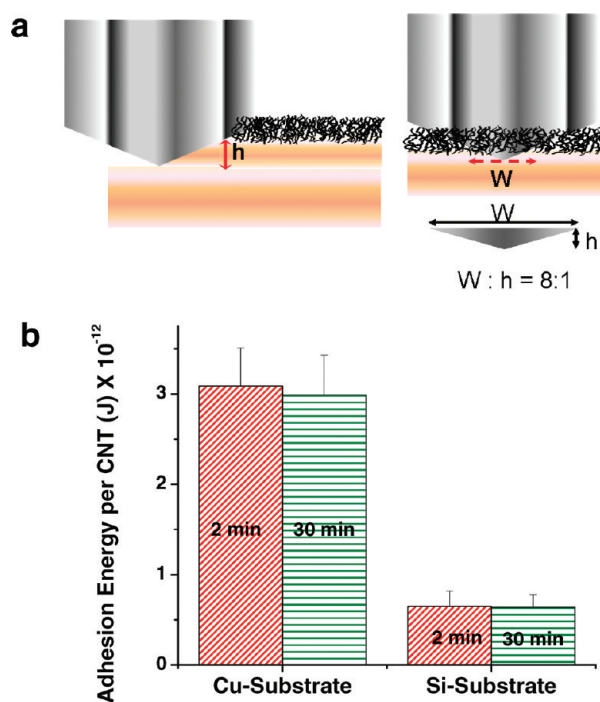 a
h
W
W
h
W : h = 8:1
b
Adhesion Energy per CNT (J) X 10⁻¹²
3
2
1
0
2 min
30 min
2 min
30 min
Cu-Substrate
Si-Substrate